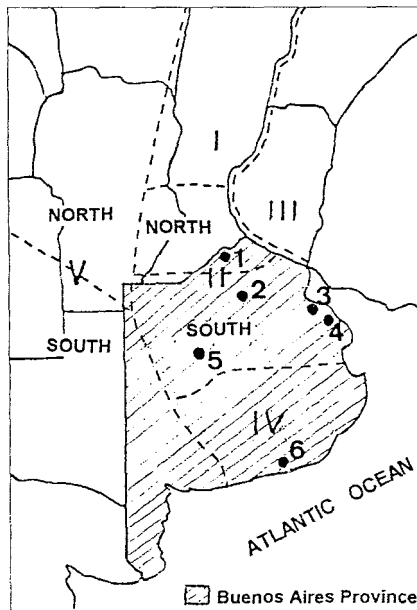 I
NORTH
NORTH
III
V
1
II
2
3
SOUTH
SOUTH
4
5
IV
6
ATLANTIC OCEAN
Buenos Aires Province